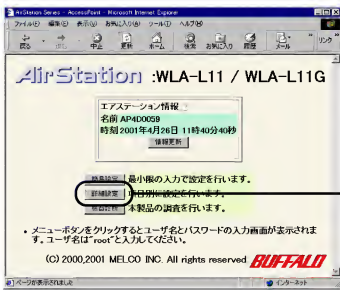 AirStation Series - AccessPoint - Microsoft Internet Explorer
ファイル(F) 編集(E) 表示(V) お気に入り(A) ツール(T) ヘルプ(H)
戻る 進む 中止 更新 ホーム 検索 お気に入り 履歴 メール リンク
AirStation :WLA-L11 / WLA-L11G
エアステーション情報
名前 AP4D0059
時刻 2001年4月26日 11時40分40秒
情報更新
簡易設定 最小限の入力で設定を行います。
詳細設定 項目別に設定を行います。
機器診断 本製品の調査を行います。
• メニューボタンをクリックするとユーザ名とパスワードの入力画面が表示されま
す。ユーザ名は"root"と入力してください。
(C) 2000,2001 MELCO INC. All rights reserved BUFFALO
ページが表示されました インターネット